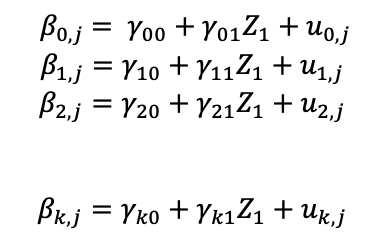 β₀,ⱼ = γ₀₀ + γ₀₁Z₁ + u₀,ⱼ
β₁,ⱼ = γ₁₀ + γ₁₁Z₁ + u₁,ⱼ
β₂,ⱼ = γ₂₀ + γ₂₁Z₁ + u₂,ⱼ
βₖ,ⱼ = γₖ₀ + γₖ₁Z₁ + uₖ,ⱼ